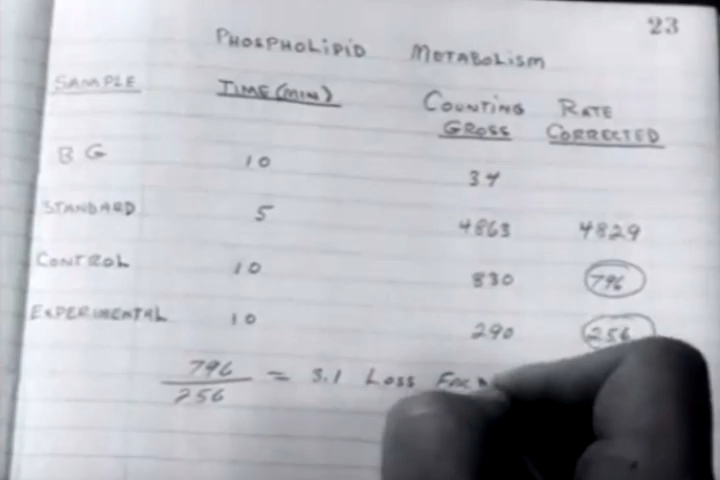 23
PHOSPHOLIPID METABOLISM
SAMPLE TIME (MIN) COUNTING RATE
GROSS CORRECTED
BG 10 34
STANDARD 5 4863 4829
CONTROL 10 830 796
EXPERIMENTAL 10 290 256
796
256
= 3.1 LOSS